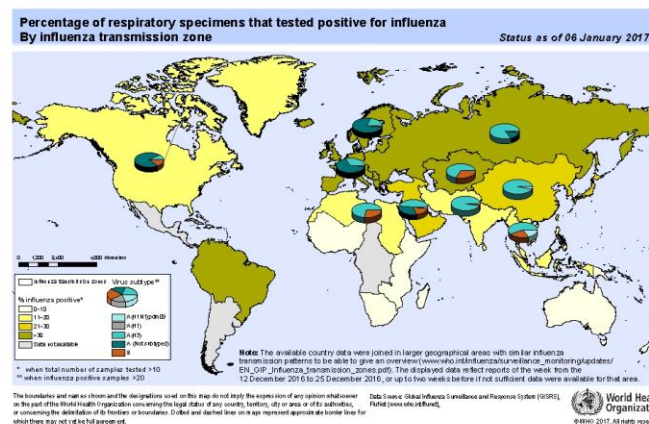 Percentage of respiratory specimens that tested positive for influenza
By influenza transmission zone
Status as of 06 January 2017
Influenza transmission zones
Virus subtype**
% influenza positive*
0-10
11-20
21-30
>30
Data not available
A(H1N1)pdm09
A(H1)
A(H3)
A (Not subtyped)
B
* when total number of samples tested >10
** when influenza positive samples >20
Note: The available country data were joined in larger geographical areas with similar influenza
transmission patterns to be able to give an overview (www.who.int/influenza/surveillance_monitoring/updates/
EN_GIP_Influenza_transmission_zones.pdf). The displayed data reflect reports of the week from the
12 December 2016 to 25 December 2016, or up to two weeks before if not sufficient data were available for that area.
The boundaries and names shown and the designations used on this map do not imply the expression of any opinion whatsoever
on the part of the World Health Organization concerning the legal status of any country, territory, city or area or of its authorities,
or concerning the delimitation of its frontiers or boundaries. Dotted and dashed lines on maps represent approximate border lines for
which there may not yet be full agreement.
Data Source: Global Influenza Surveillance and Response System (GISRS),
FluNet (www.who.int/flunet),
World Hea
Organizat
©WHO 2017. All rights rese